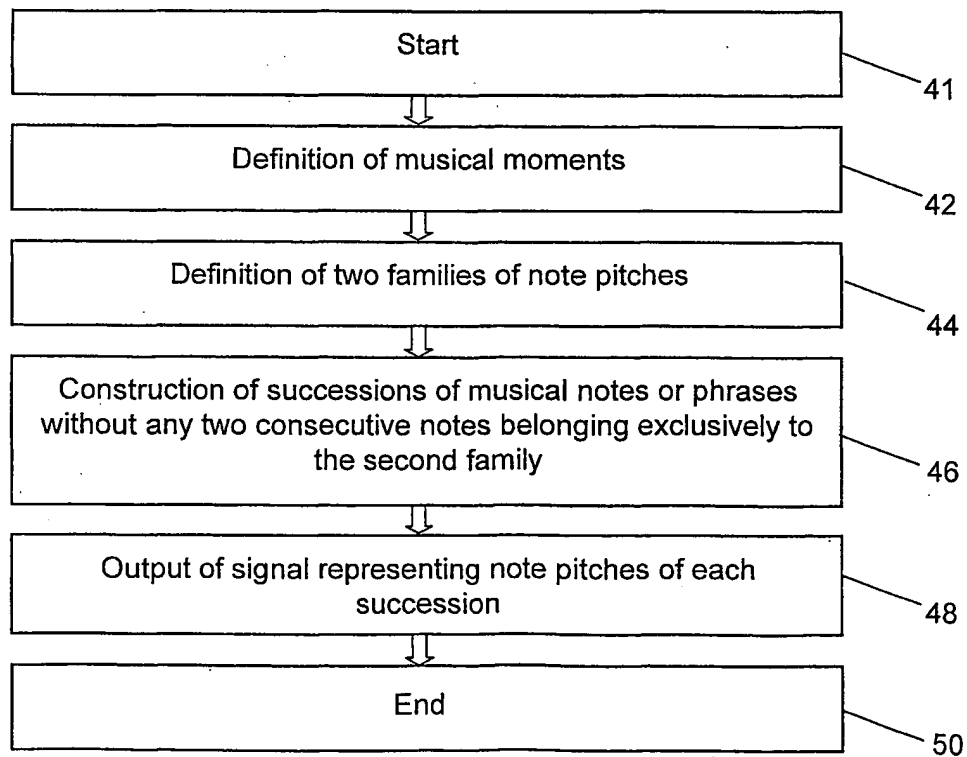 Start
41
Definition of musical moments
42
Definition of two families of note pitches
44
Construction of successions of musical notes or phrases
without any two consecutive notes belonging exclusively to
the second family
46
Output of signal representing note pitches of each
succession
48
End
50